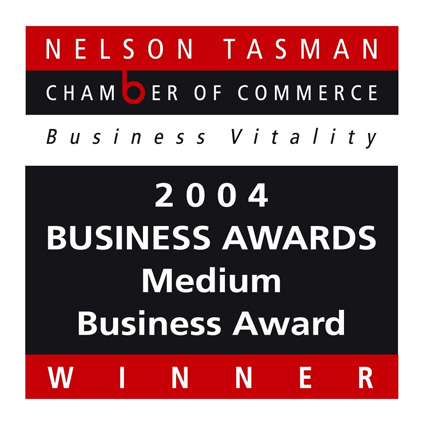 NELSON TASMAN
CHAMbER OF COMMERCE
Business Vitality
2004
BUSINESS AWARDS
Medium
Business Award
WINNER